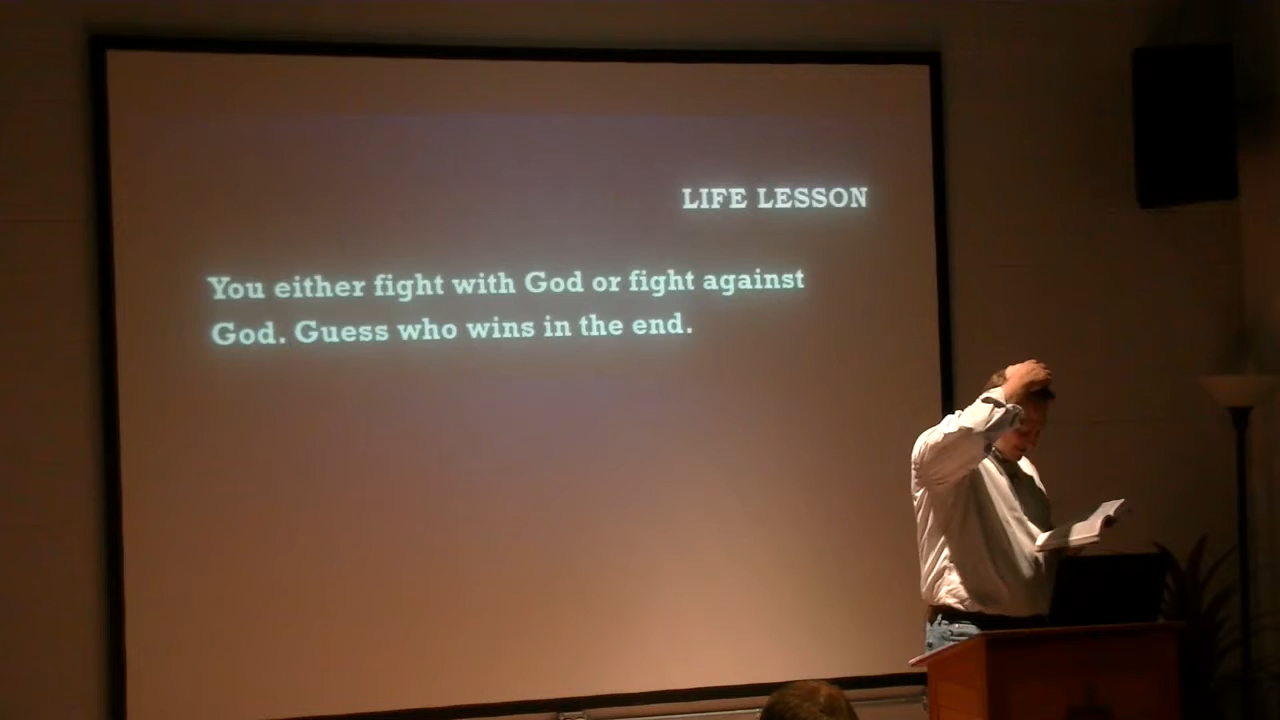 LIFE LESSON
You either fight with God or fight against
God. Guess who wins in the end.